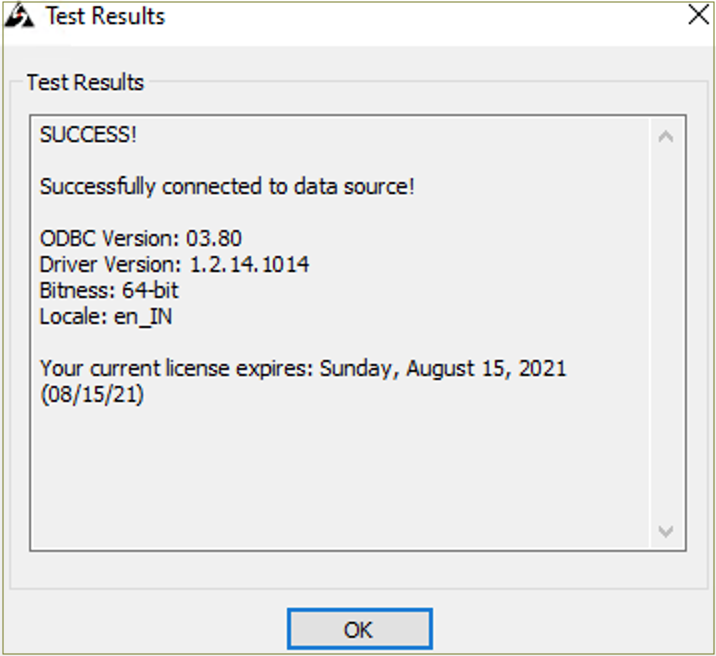 Test Results
Test Results
SUCCESS!
Successfully connected to data source!
ODBC Version: 03.80
Driver Version: 1.2.14.1014
Bitness: 64-bit
Locale: en_IN
Your current license expires: Sunday, August 15, 2021
(08/15/21)
OK